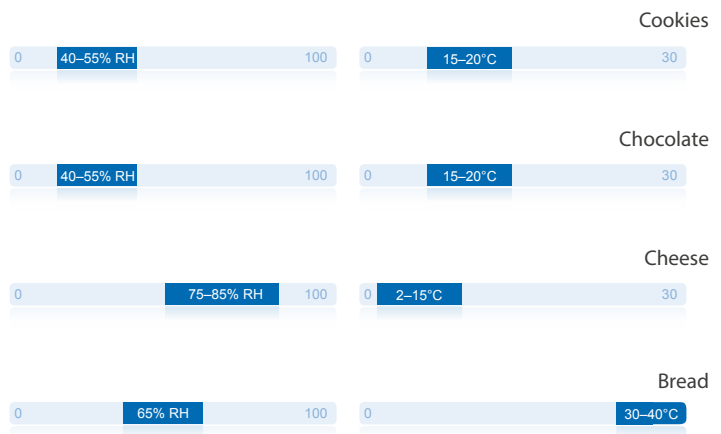 Cookies
0 40–55% RH 100 0 15–20°C 30
Chocolate
0 40–55% RH 100 0 15–20°C 30
Cheese
0 75–85% RH 100 0 2–15°C 30
Bread
0 65% RH 100 0 30–40°C